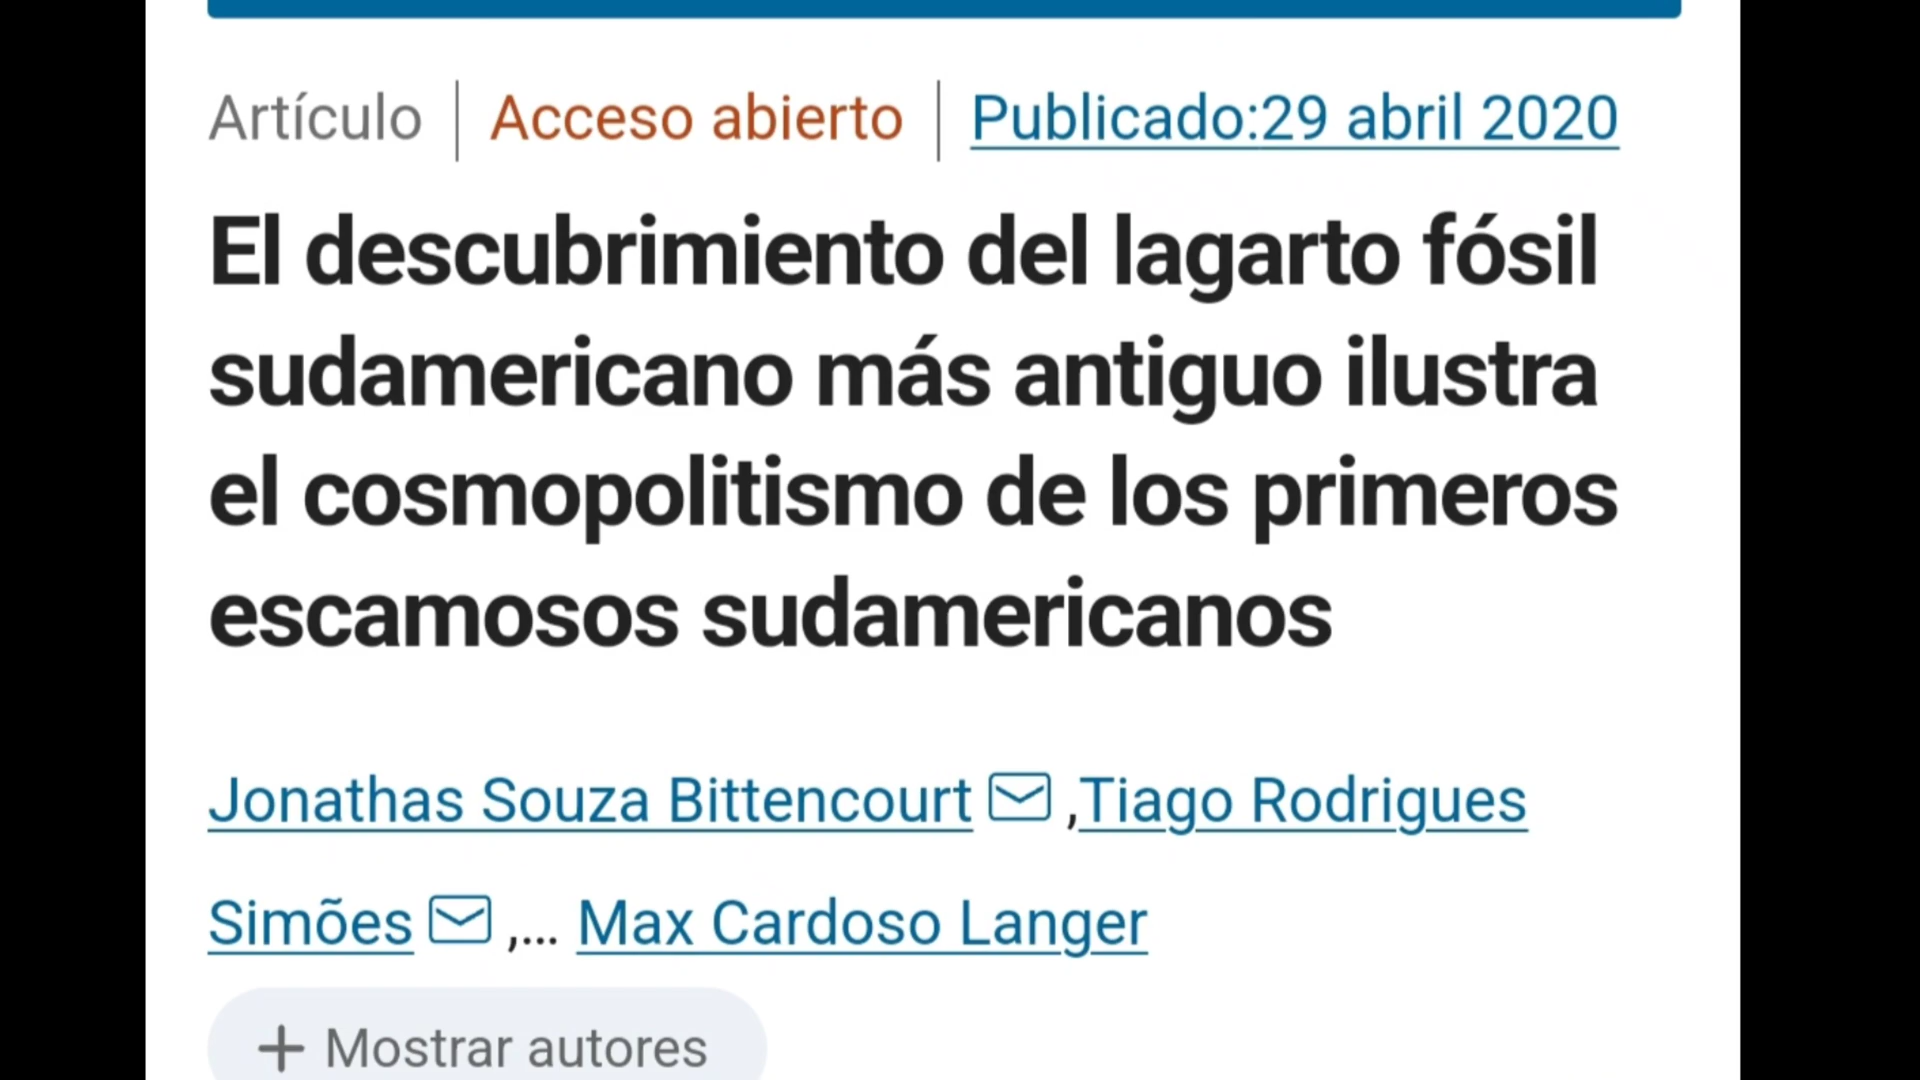 Artículo | Acceso abierto | Publicado:29 abril 2020
El descubrimiento del lagarto fósil
sudamericano más antiguo ilustra
el cosmopolitismo de los primeros
escamosos sudamericanos
Jonathas Souza Bittencourt ,Tiago Rodrigues
Simões ,... Max Cardoso Langer
+ Mostrar autores